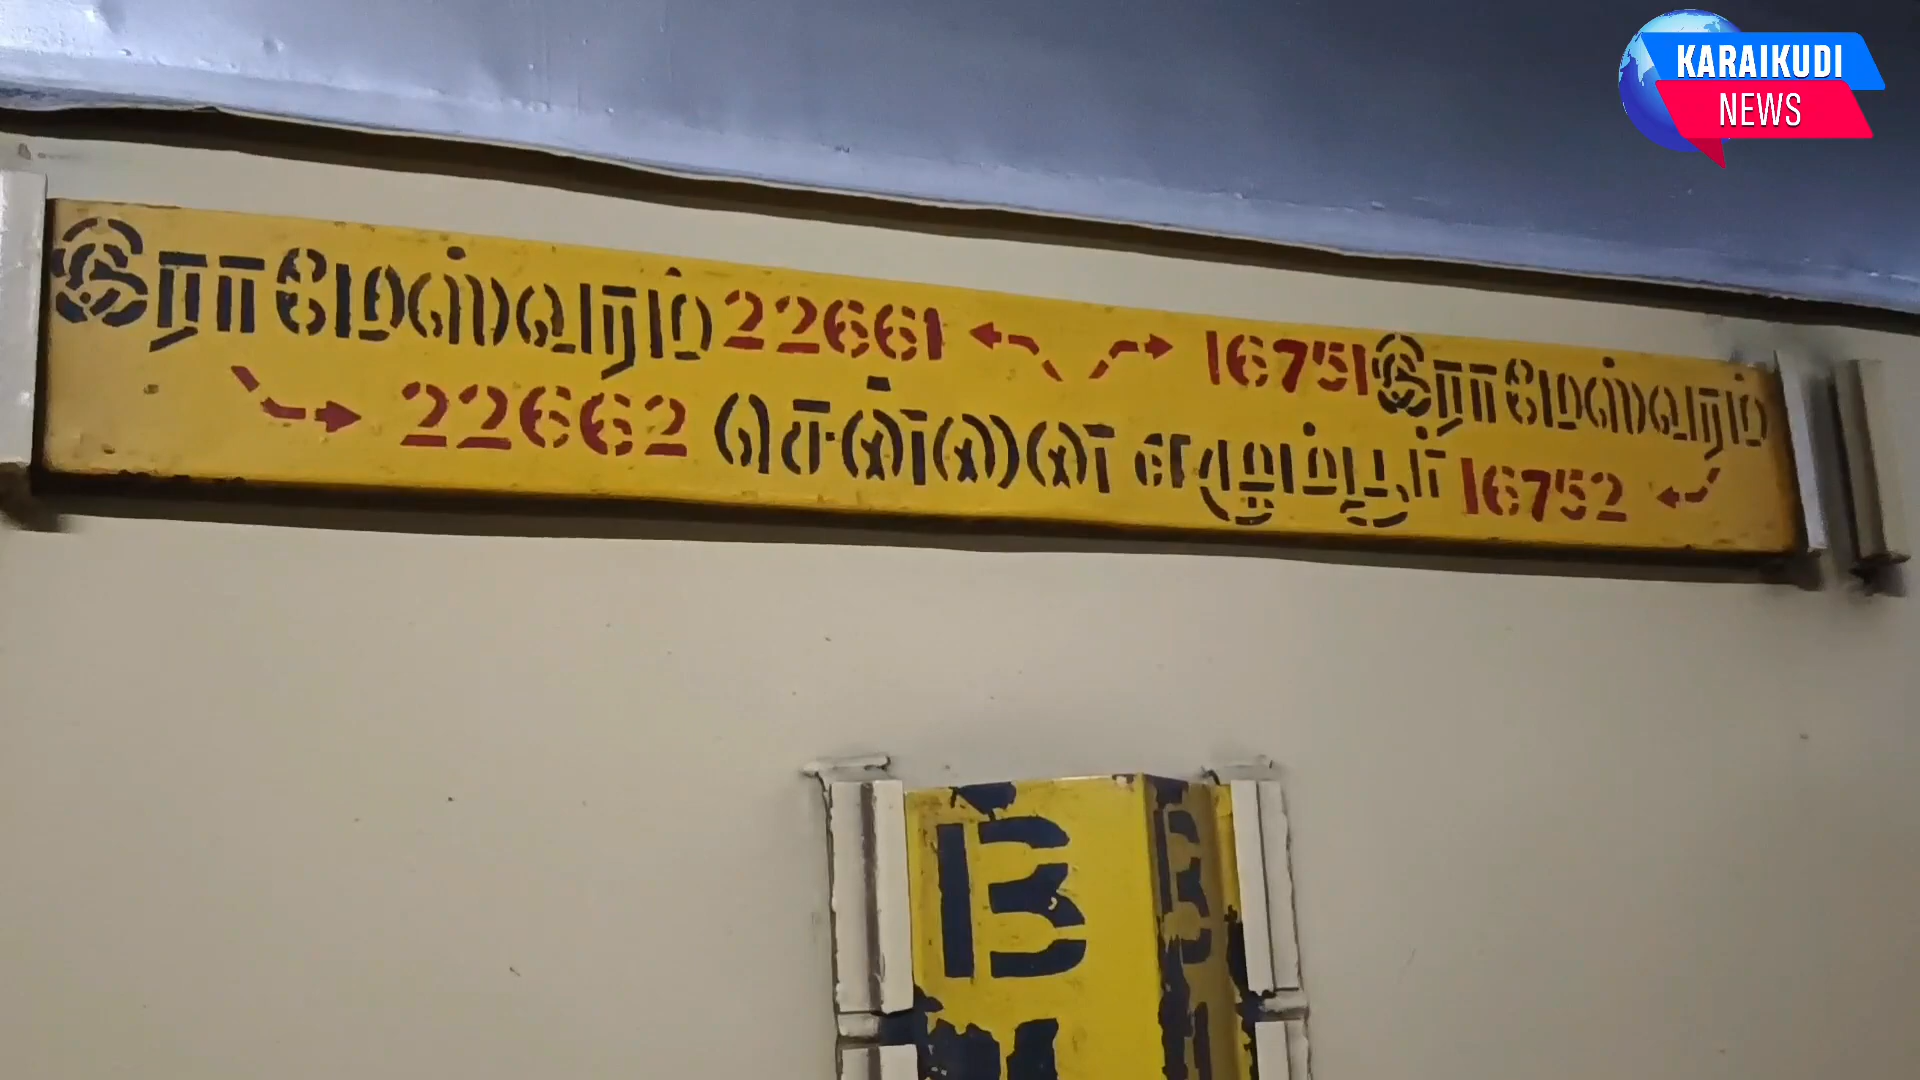 KARAIKUDI
NEWS
இராமேஸ்வரம் 22661 16751 இராமேஸ்வரம்
22662 சென்னை எழும்பூர் 16752
B B